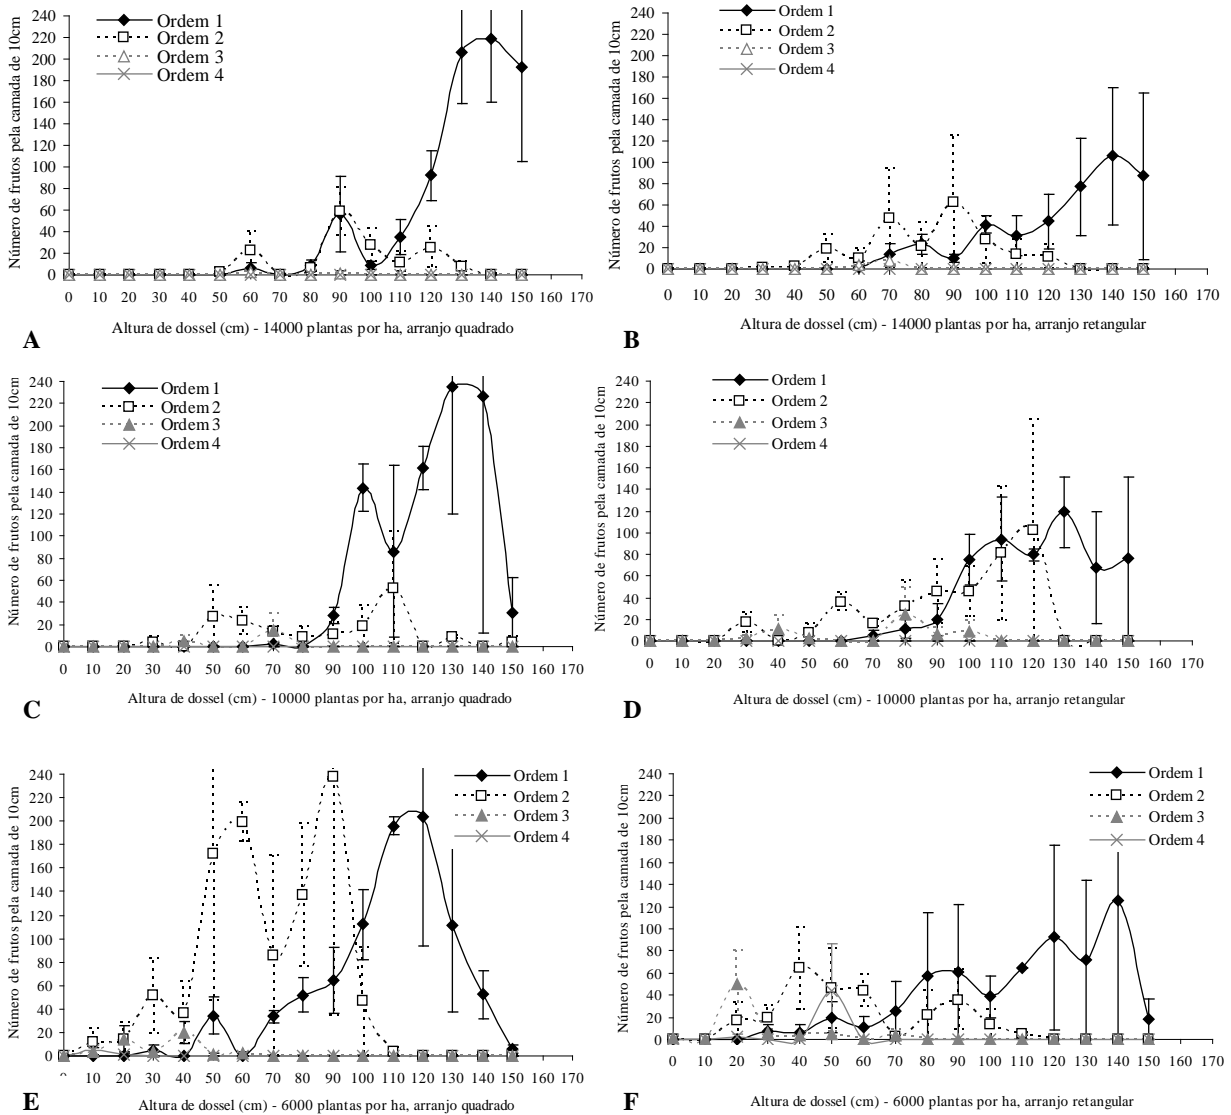 Ordem 1
Ordem 2
Ordem 3
Ordem 4
Número de frutos pela camada de 10cm
240
220
200
180
160
140
120
100
80
60
40
20
0
0 10 20 30 40 50 60 70 80 90 100 110 120 130 140 150 160 170
Altura de dossel (cm) - 14000 plantas por ha, arranjo quadrado
A
Ordem 1
Ordem 2
Ordem 3
Ordem 4
Número de frutos pela camada de 10cm
240
220
200
180
160
140
120
100
80
60
40
20
0
0 10 20 30 40 50 60 70 80 90 100 110 120 130 140 150 160 170
Altura de dossel (cm) - 14000 plantas por ha, arranjo retangular
B
Ordem 1
Ordem 2
Ordem 3
Ordem 4
Número de frutos pela camada de 10cm
240
220
200
180
160
140
120
100
80
60
40
20
0
0 10 20 30 40 50 60 70 80 90 100 110 120 130 140 150 160 170
Altura de dossel (cm) - 10000 plantas por ha, arranjo quadrado
C
Ordem 1
Ordem 2
Ordem 3
Ordem 4
Número de frutos pela camada de 10cm
240
220
200
180
160
140
120
100
80
60
40
20
0
0 10 20 30 40 50 60 70 80 90 100 110 120 130 140 150 160 170
Altura de dossel (cm) - 10000 plantas por ha, arranjo retangular
D
Ordem 1
Ordem 2
Ordem 3
Ordem 4
Número de frutos pela camada de 10cm
240
220
200
180
160
140
120
100
80
60
40
20
0
0 10 20 30 40 50 60 70 80 90 100 110 120 130 140 150 160 170
Altura de dossel (cm) - 6000 plantas por ha, arranjo quadrado
E
Ordem 1
Ordem 2
Ordem 3
Ordem 4
Número de frutos pela camada de 10cm
240
220
200
180
160
140
120
100
80
60
40
20
0
0 10 20 30 40 50 60 70 80 90 100 110 120 130 140 150 160 170
Altura de dossel (cm) - 6000 plantas por ha, arranjo retangular
F